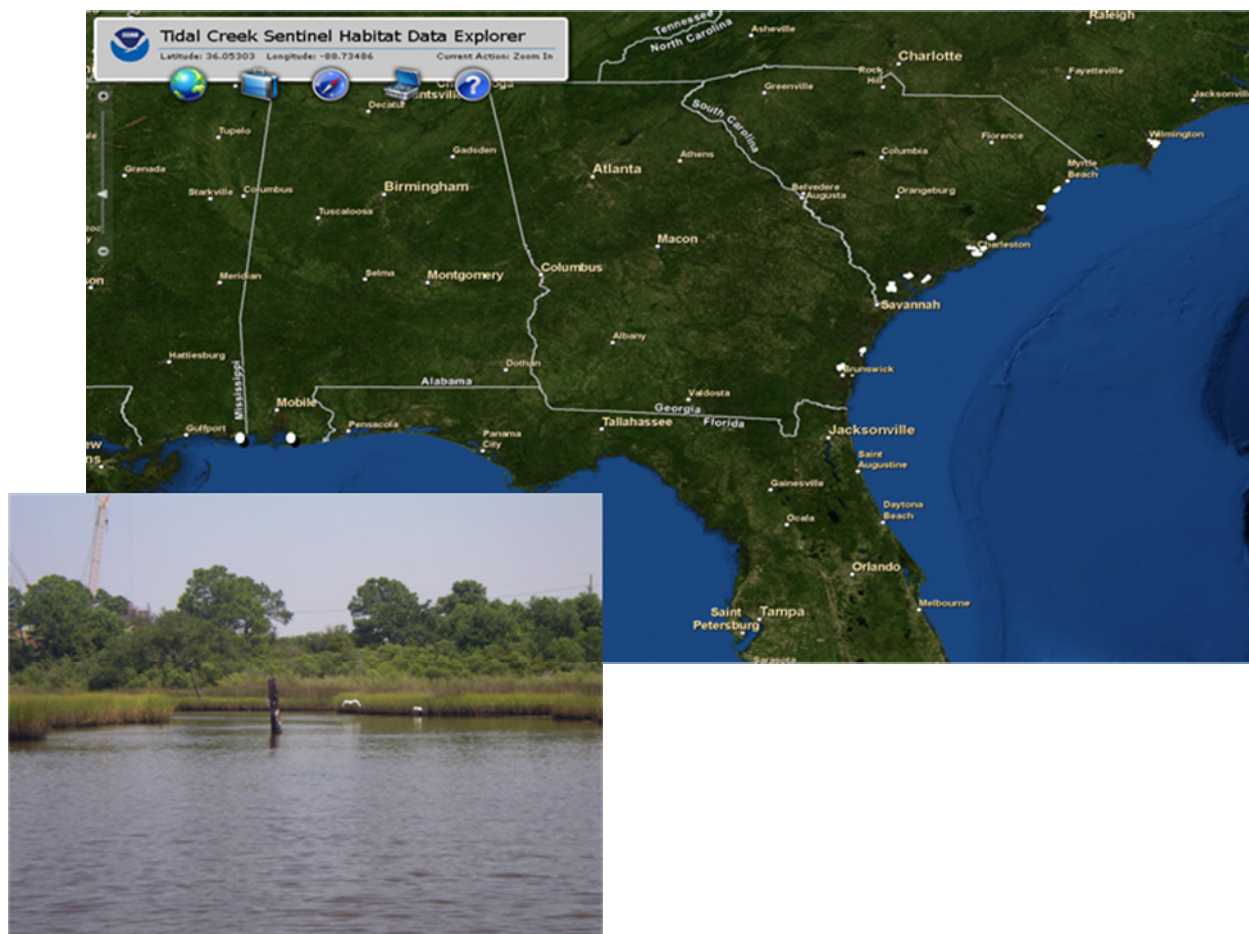 Tidal Creek Sentinel Habitat Data Explorer
Latitude: 36.05303 Longitude: -88.73486 Current Action: Zoom In
NOAA
?
Tennessee
North Carolina
Raleigh
Asheville
Charlotte
Rock
Hill
Fayetteville
Greenville
Jacksonville
Decatur
South Carolina
Tupelo
Florence
Wilmington
Gadsden
Athens
Columbia
Myrtle
Beach
Grenada
Atlanta
Starkville
Columbus
Birmingham
Belvedere
Augusta
Orangeburg
Tuscaloosa
Macon
Charleston
Meridian
Selma
Montgomery
Columbus
Savannah
Albany
Hattiesburg
Dothan
Brunswick
Mississippi
Alabama
Valdosta
Mobile
Georgia
Florida
Gulfport
Pensacola
Tallahassee
Jacksonville
Panama
City
Saint
Augustine
Gainesville
Daytona
Beach
Ocala
Orlando
Saint
Petersburg
Tampa
Melbourne
Sarasota